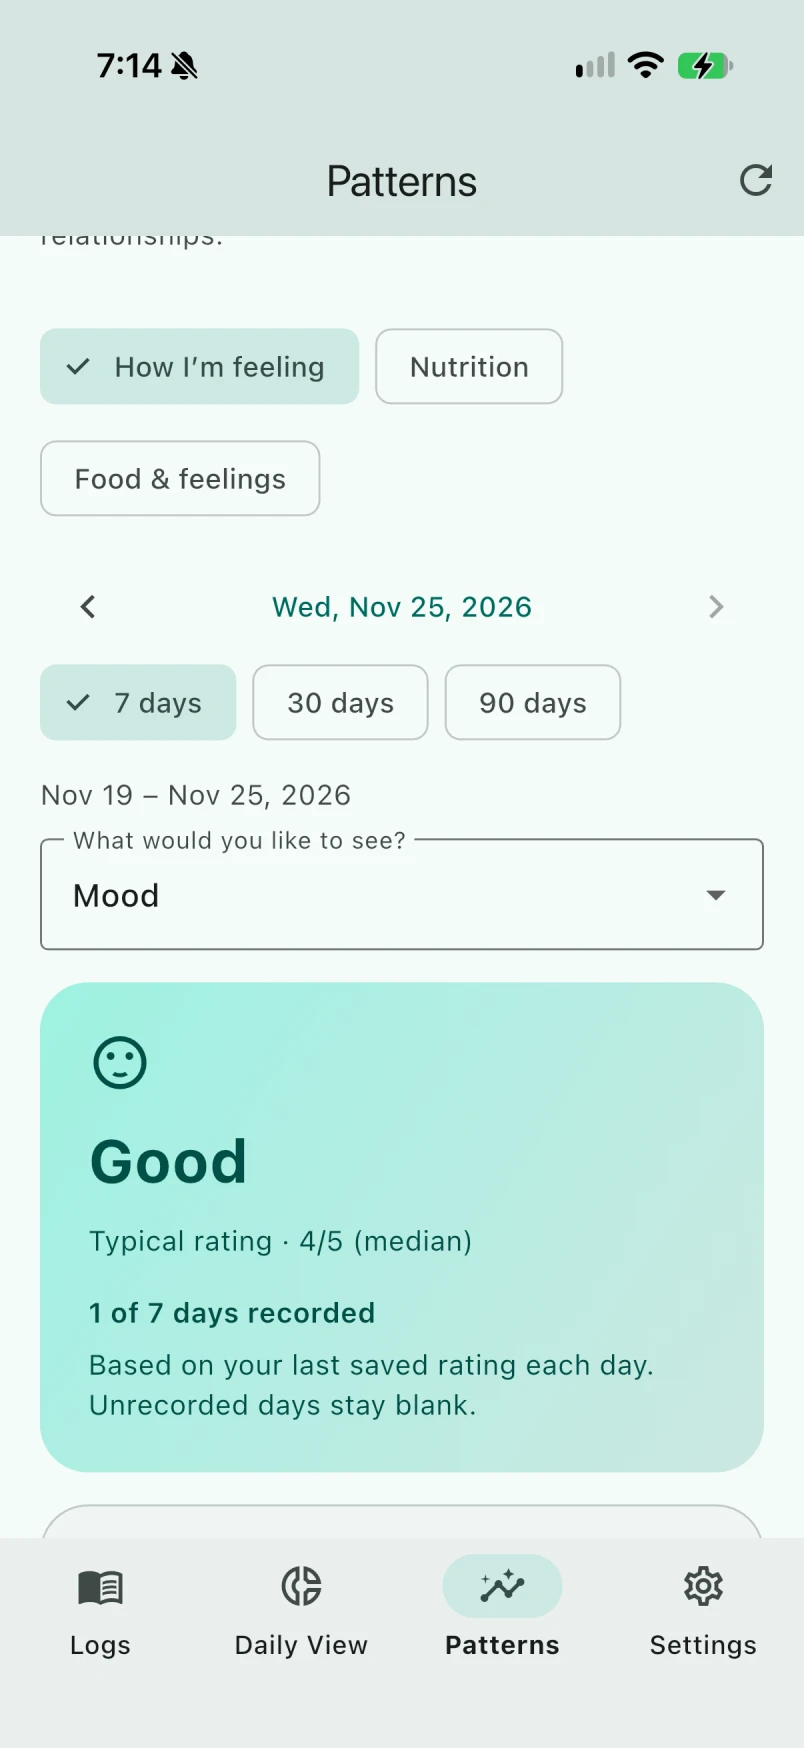 7:14
Patterns
relationships.
How I’m feeling
Nutrition
Food & feelings
Wed, Nov 25, 2026
7 days
30 days
90 days
Nov 19 – Nov 25, 2026
What would you like to see?
Mood
Good
Typical rating · 4/5 (median)
1 of 7 days recorded
Based on your last saved rating each day.
Unrecorded days stay blank.
Logs
Daily View
Patterns
Settings